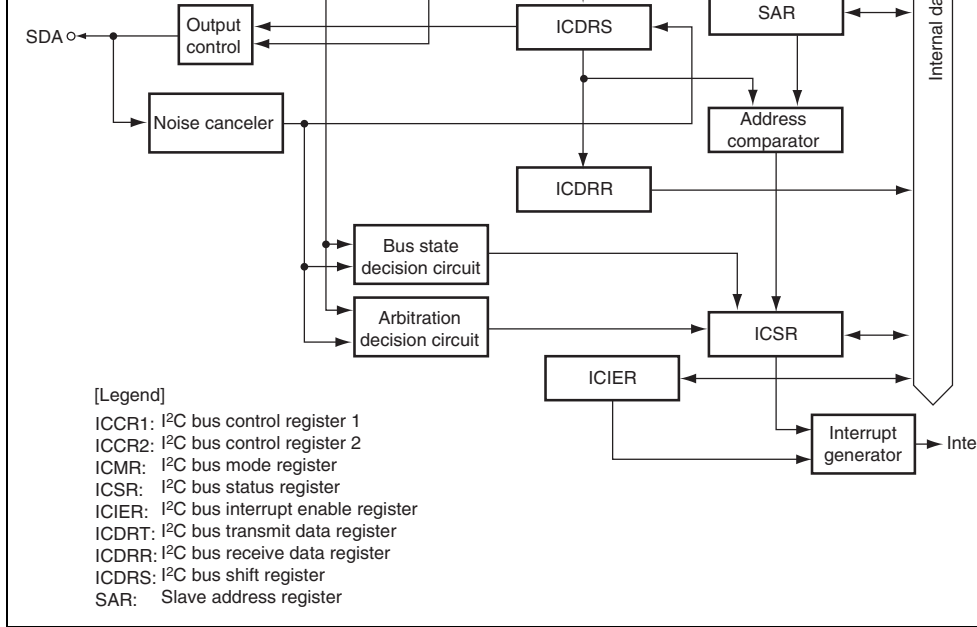 SAR
Internal da
ICDRS
SDA
Output
control
Noise canceler
Address
comparator
ICDRR
Bus state
decision circuit
Arbitration
decision circuit
ICSR
ICIER
Interrupt
generator
Inte
[Legend]
ICCR1: I2C bus control register 1
ICCR2: I2C bus control register 2
ICMR: I2C bus mode register
ICSR: I2C bus status register
ICIER: I2C bus interrupt enable register
ICDRT: I2C bus transmit data register
ICDRR: I2C bus receive data register
ICDRS: I2C bus shift register
SAR: Slave address register